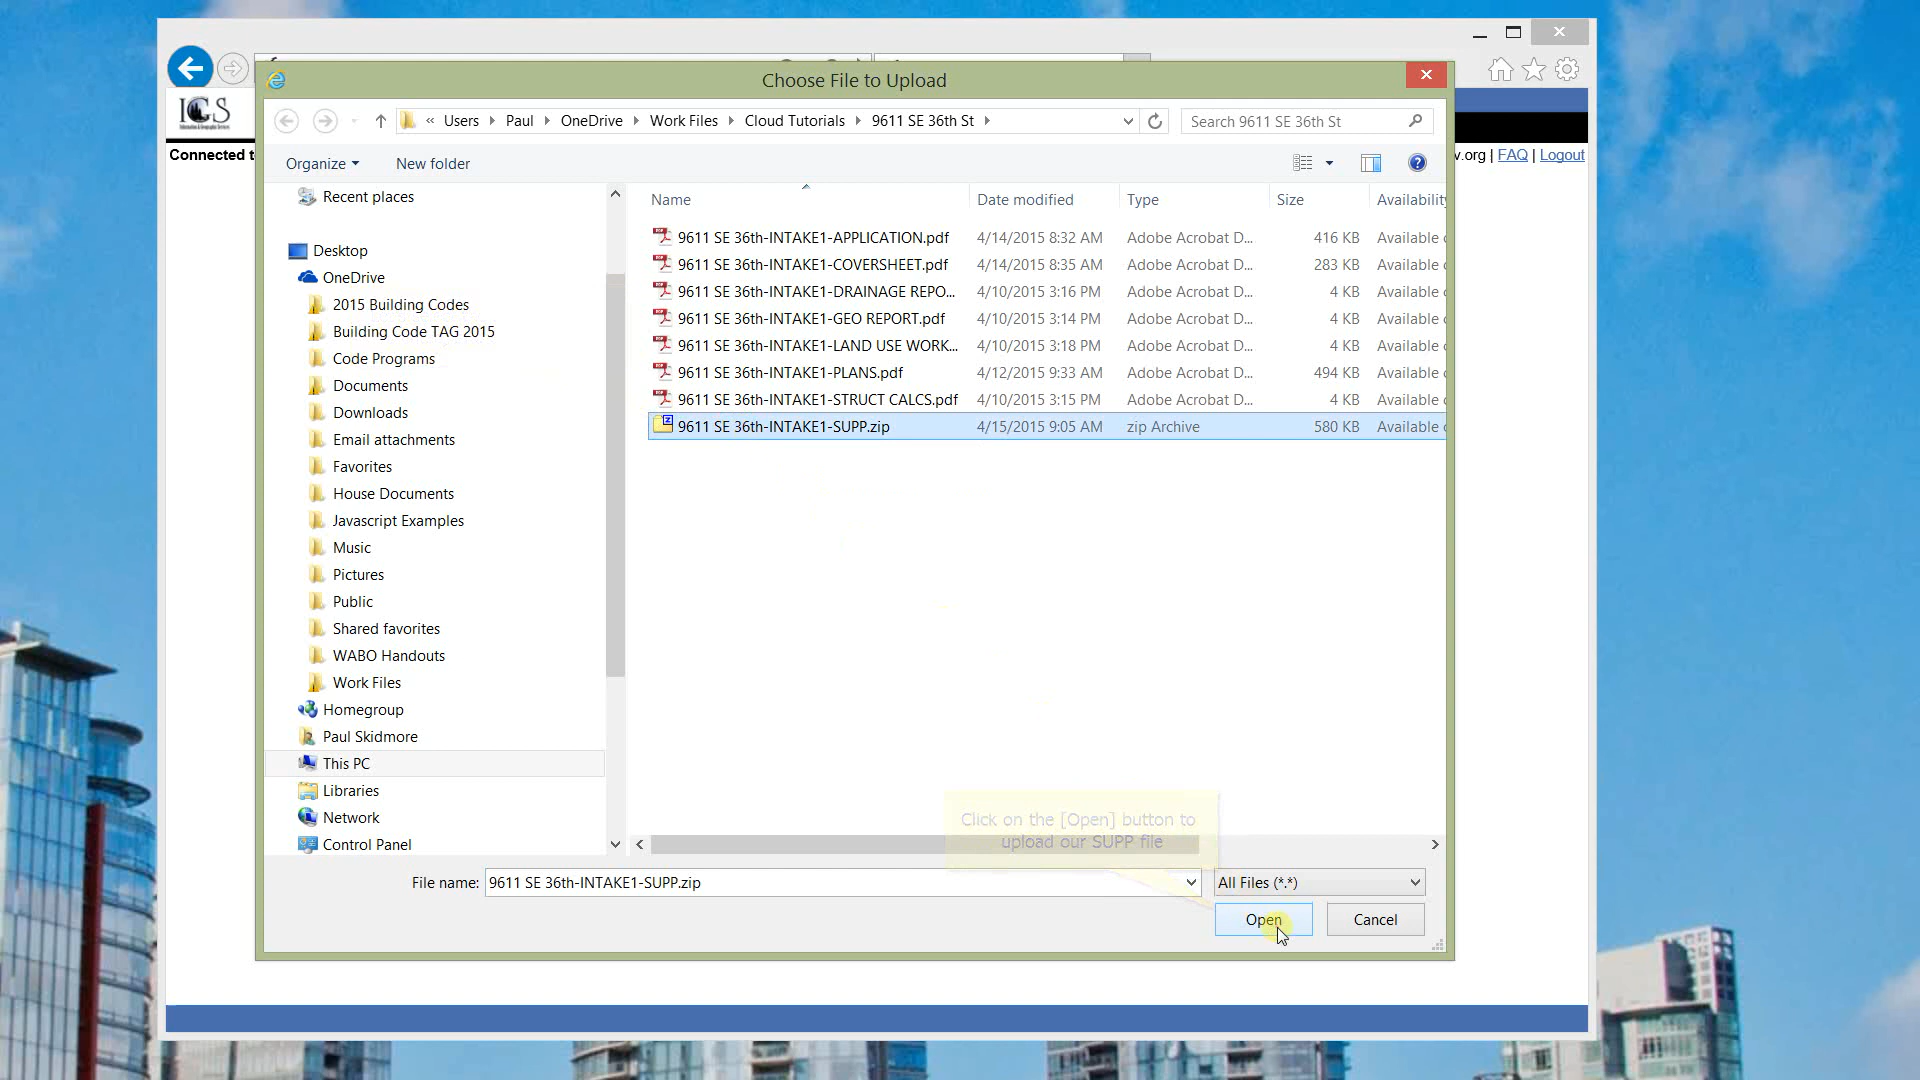 Choose File to Upload
IGS
« Users Paul OneDrive Work Files Cloud Tutorials 9611 SE 36th St
Search 9611 SE 36th St
Connected t
v.org | FAQ | Logout
Organize
New folder
Recent places
Desktop
OneDrive
2015 Building Codes
Building Code TAG 2015
Code Programs
Documents
Downloads
Email attachments
Favorites
House Documents
Javascript Examples
Music
Pictures
Public
Shared favorites
WABO Handouts
Work Files
Homegroup
Paul Skidmore
This PC
Libraries
Network
Control Panel
Name Date modified Type Size Availability
9611 SE 36th-INTAKE1-APPLICATION.pdf 4/14/2015 8:32 AM Adobe Acrobat D... 416 KB Available
9611 SE 36th-INTAKE1-COVERSHEET.pdf 4/14/2015 8:35 AM Adobe Acrobat D... 283 KB Available
9611 SE 36th-INTAKE1-DRAINAGE REPO... 4/10/2015 3:16 PM Adobe Acrobat D... 4 KB Available
9611 SE 36th-INTAKE1-GEO REPORT.pdf 4/10/2015 3:14 PM Adobe Acrobat D... 4 KB Available
9611 SE 36th-INTAKE1-LAND USE WORK... 4/10/2015 3:18 PM Adobe Acrobat D... 4 KB Available
9611 SE 36th-INTAKE1-PLANS.pdf 4/12/2015 9:33 AM Adobe Acrobat D... 494 KB Available
9611 SE 36th-INTAKE1-STRUCT CALCS.pdf 4/10/2015 3:15 PM Adobe Acrobat D... 4 KB Available
9611 SE 36th-INTAKE1-SUPP.zip 4/15/2015 9:05 AM zip Archive 580 KB Available
Click on the [Open] button to
upload our SUPP file
File name: 9611 SE 36th-INTAKE1-SUPP.zip
All Files (*.*)
Open
Cancel